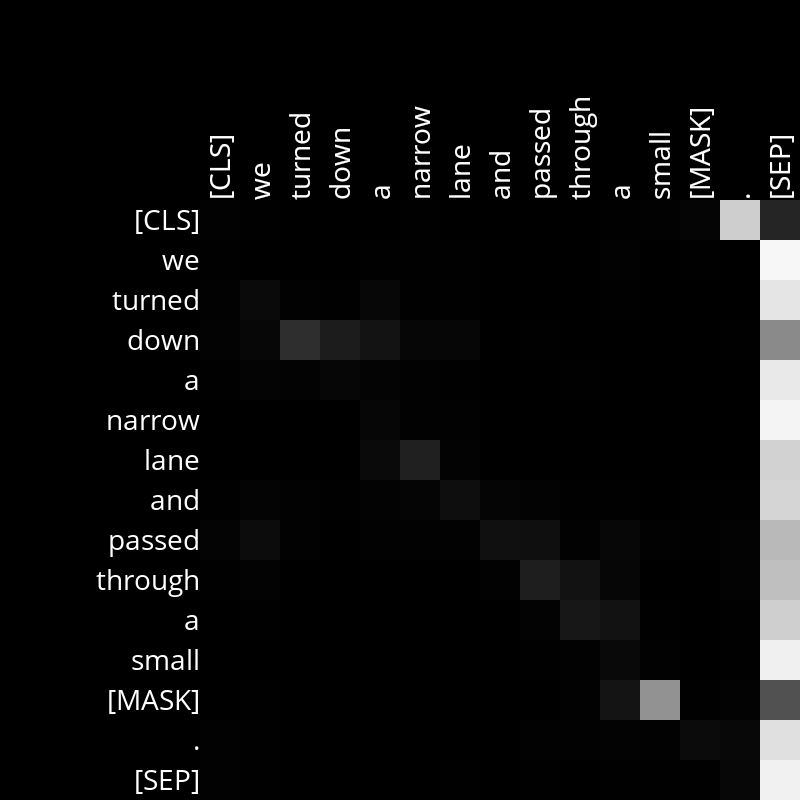 [CLS] we turned down a narrow lane and passed through a small [MASK] . [SEP]
[CLS]
we
turned
down
a
narrow
lane
and
passed
through
a
small
[MASK]
.
[SEP]